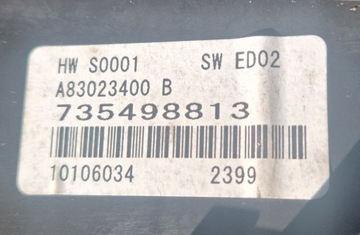 HW S0001 SW ED02
A83023400 B
735498813
10106034 2399